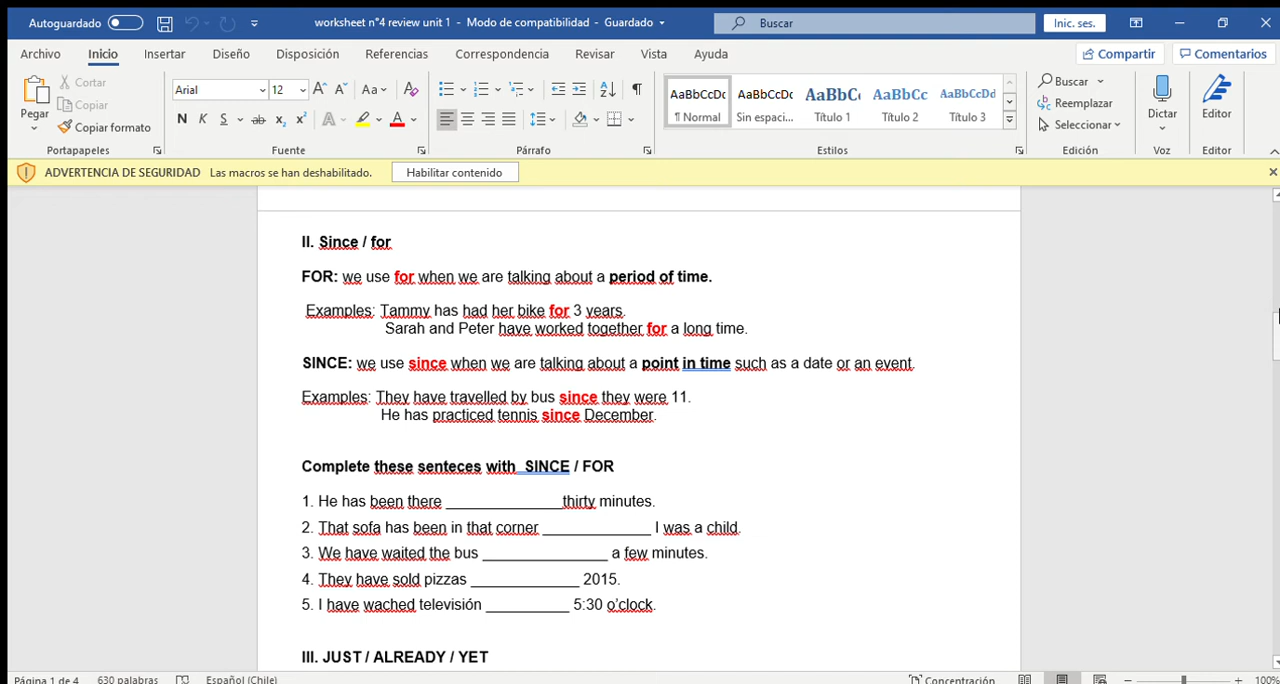 Autoguardado
worksheet n°4 review unit 1 - Modo de compatibilidad - Guardado
Buscar
Inic. ses.
Archivo Inicio Insertar Diseño Disposición Referencias Correspondencia Revisar Vista Ayuda
Compartir Comentarios
Pegar
Cortar
Copiar
Copiar formato
Portapapeles
Arial 12
N K S ab x₂ x²
Fuente
Párrafo
AaBbCcDc AaBbCcDc AaBbC AaBbCc AaBbCcDd
¶ Normal Sin espaci... Título 1 Título 2 Título 3
Estilos
Buscar
Reemplazar
Seleccionar
Edición
Dictar
Voz
Editor
Editor
ADVERTENCIA DE SEGURIDAD Las macros se han deshabilitado. Habilitar contenido
II. Since / for
FOR: we use for when we are talking about a period of time.
Examples: Tammy has had her bike for 3 years.
Sarah and Peter have worked together for a long time.
SINCE: we use since when we are talking about a point in time such as a date or an event.
Examples: They have travelled by bus since they were 11.
He has practiced tennis since December.
Complete these senteces with SINCE / FOR
1. He has been there ______________thirty minutes.
2. That sofa has been in that corner _____________ I was a child.
3. We have waited the bus _______________ a few minutes.
4. They have sold pizzas _____________ 2015.
5. I have wached televisión __________ 5:30 o'clock.
III. JUST / ALREADY / YET
Página 1 de 4 630 palabras Español (Chile) Concentración 100%